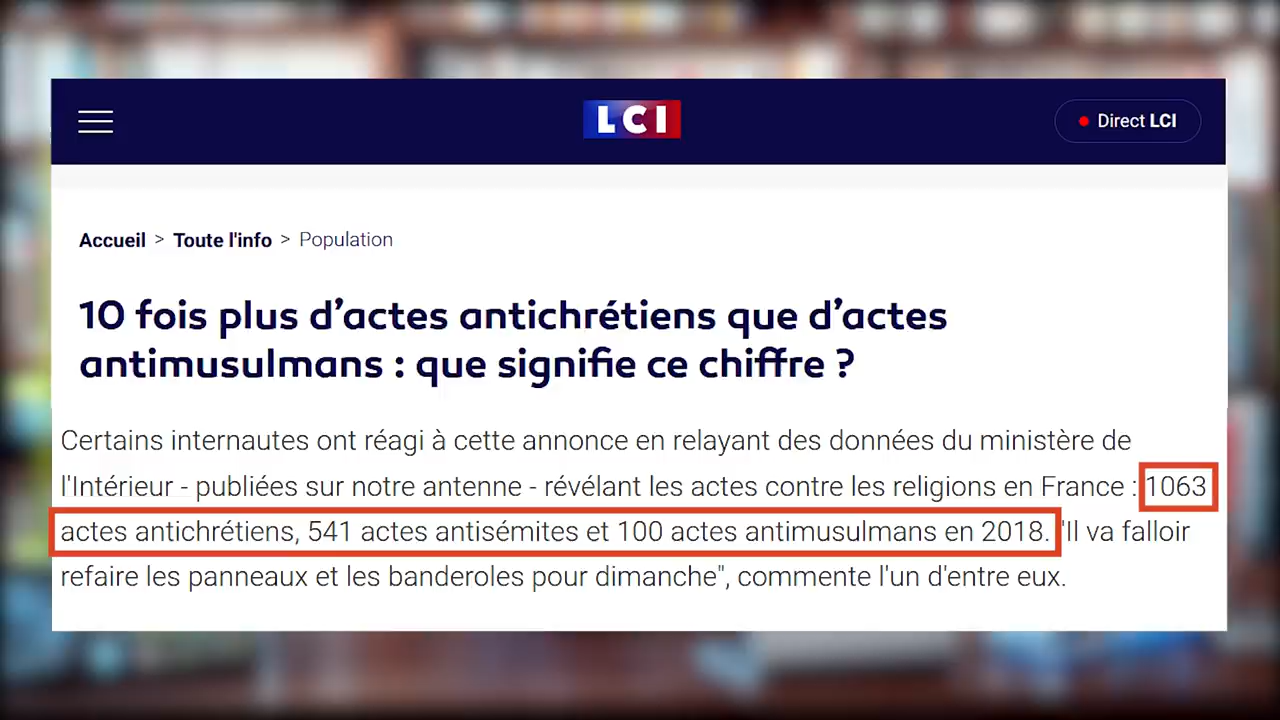 LCI
Direct LCI
Accueil > Toute l'info > Population
10 fois plus d’actes antichrétiens que d’actes
antimusulmans : que signifie ce chiffre ?
Certains internautes ont réagi à cette annonce en relayant des données du ministère de
l'Intérieur - publiées sur notre antenne - révélant les actes contre les religions en France : 1063
actes antichrétiens, 541 actes antisémites et 100 actes antimusulmans en 2018. "Il va falloir
refaire les panneaux et les banderoles pour dimanche", commente l'un d'entre eux.